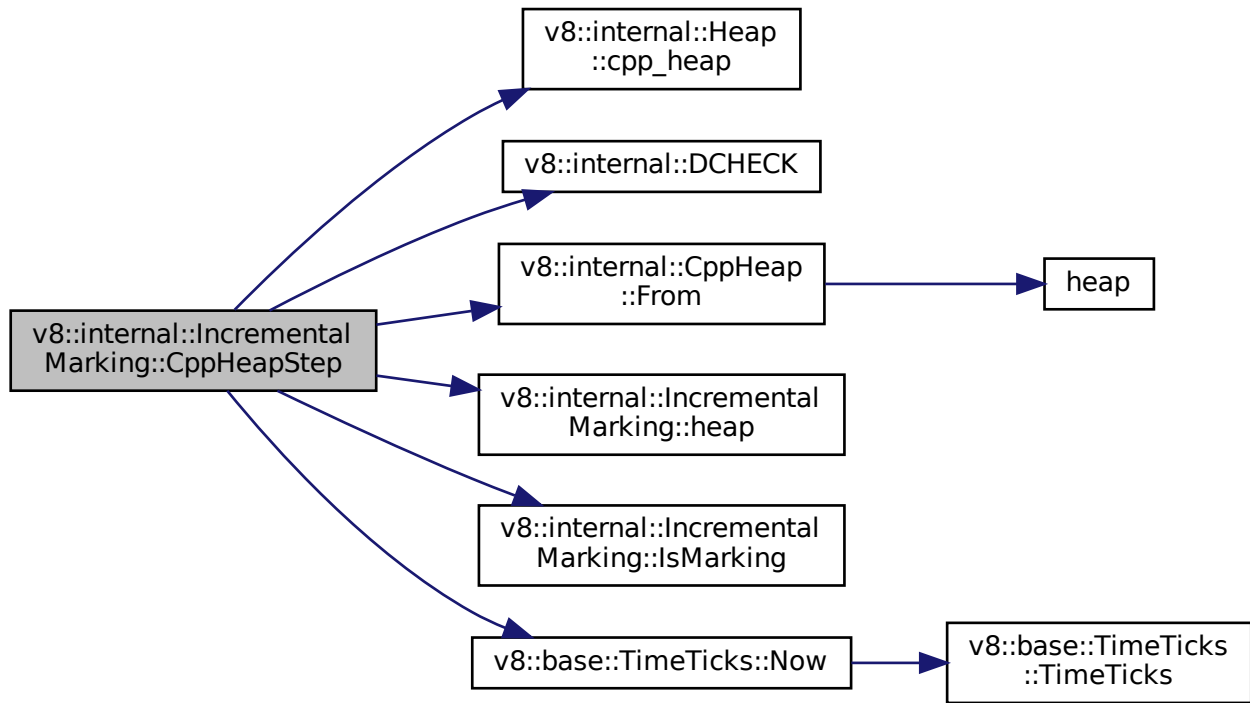 v8::internal::Heap
::cpp_heap
v8::internal::DCHECK
v8::internal::CppHeap
::From
heap
v8::internal::Incremental
Marking::CppHeapStep
v8::internal::Incremental
Marking::heap
v8::internal::Incremental
Marking::IsMarking
v8::base::TimeTicks::Now
v8::base::TimeTicks
::TimeTicks